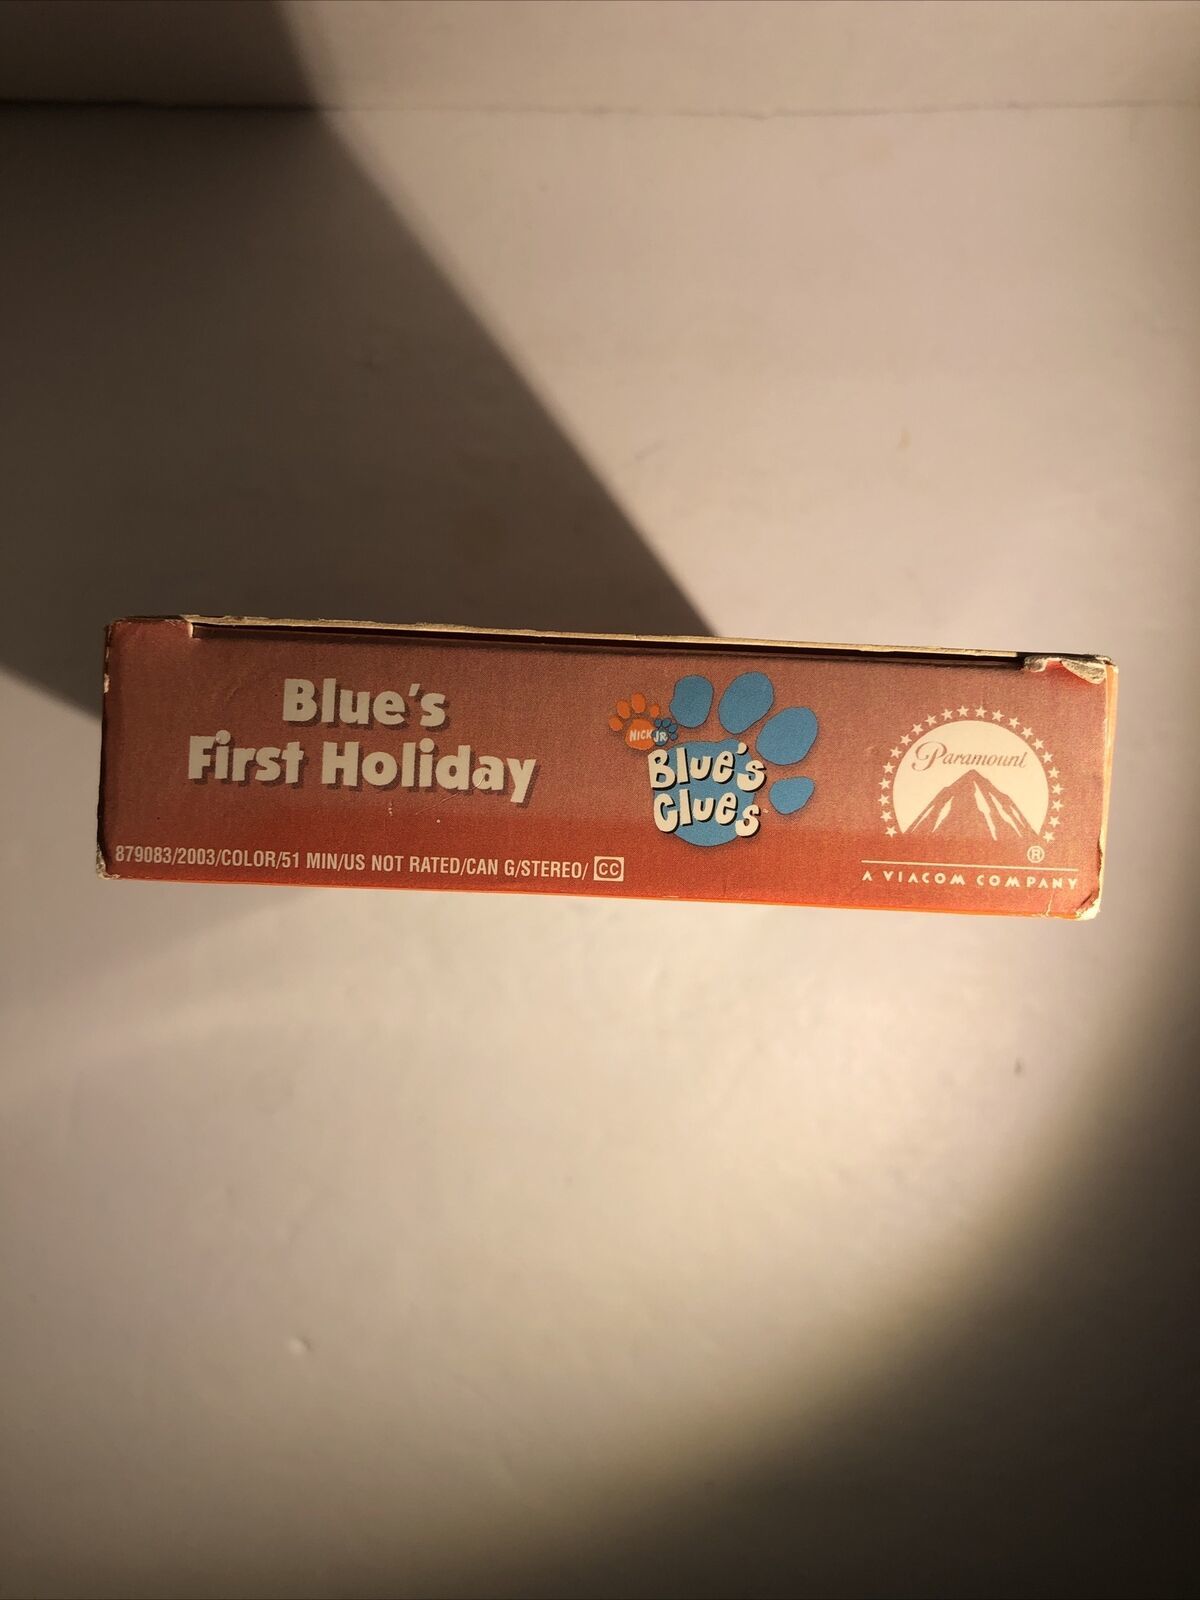 Blue's
First Holiday
879083/2003/COLOR/51 MIN/US NOT RATED/CAN G/STEREO/ CC
NICK JR
Blue's
Clues
Paramount
®
A VIACOM COMPANY